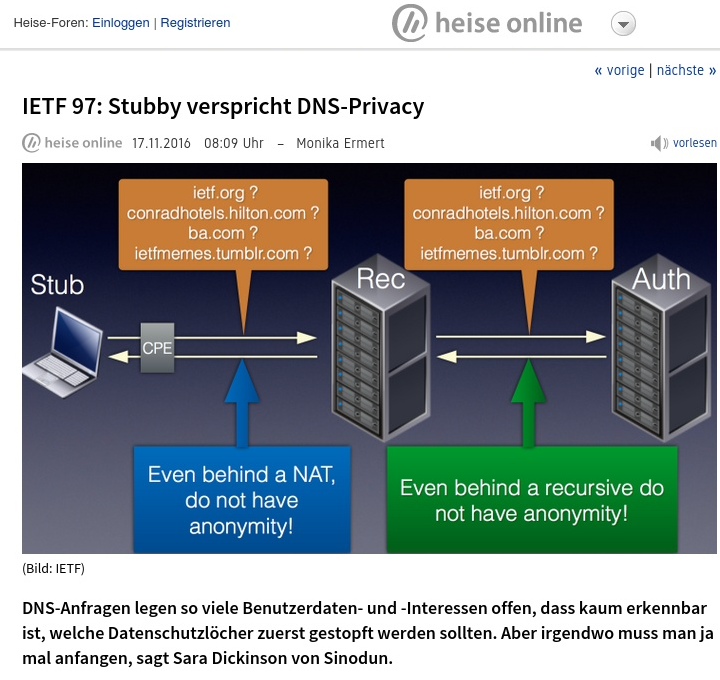 Heise-Foren: Einloggen | Registrieren
heise online
« vorige | nächste »
IETF 97: Stubby verspricht DNS-Privacy
heise online 17.11.2016 08:09 Uhr – Monika Ermert
vorlesen
ietf.org ?
conradhotels.hilton.com ?
ba.com ?
ietfmemes.tumblr.com ?
ietf.org ?
conradhotels.hilton.com ?
ba.com ?
ietfmemes.tumblr.com ?
Stub
Rec
Auth
CPE
Even behind a NAT,
do not have
anonymity!
Even behind a recursive do
not have anonymity!
(Bild: IETF)
DNS-Anfragen legen so viele Benutzerdaten- und -Interessen offen, dass kaum erkennbar
ist, welche Datenschutzlöcher zuerst gestopft werden sollten. Aber irgendwo muss man ja
mal anfangen, sagt Sara Dickinson von Sinodun.